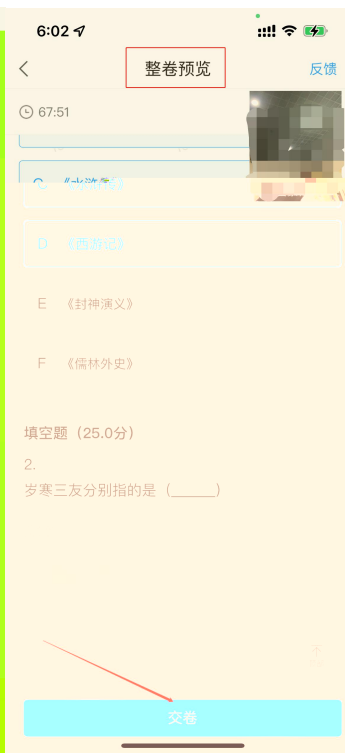 6:02
整卷预览
反馈
67:51
C 《水浒传》
D 《西游记》
E 《封神演义》
F 《儒林外史》
填空题（25.0分）
2.
岁寒三友分别指的是（______）
交卷